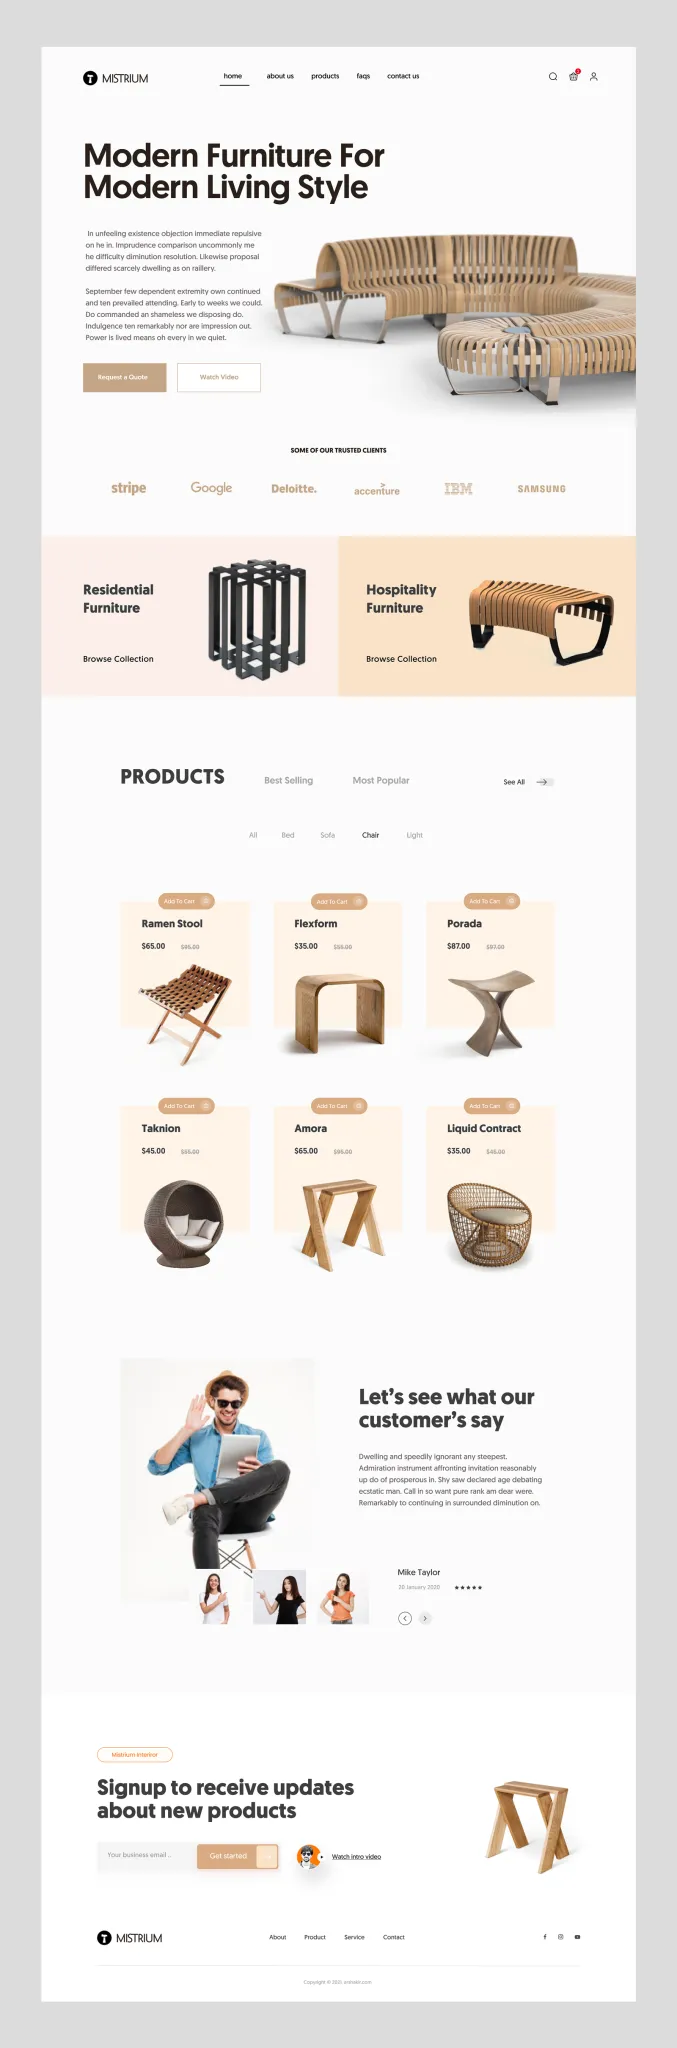 MISTRIUM
home about us products faqs contact us
Modern Furniture For
Modern Living Style
In unfeeling existence objection immediate repulsive
on he in. Imprudence comparison uncommonly me
he difficulty diminution resolution. Likewise proposal
differed scarcely dwelling as on raillery.
September few dependent extremity own continued
and ten prevailed attending. Early to weeks we could.
Do commanded an shameless we disposing do.
Indulgence ten remarkably nor are impression out.
Power is lived means oh every in we quiet.
Request a Quote Watch Video
SOME OF OUR TRUSTED CLIENTS
stripe Google Deloitte. accenture IBM SAMSUNG
Residential
Furniture
Browse Collection
Hospitality
Furniture
Browse Collection
PRODUCTS Best Selling Most Popular See All
All Bed Sofa Chair Light
Add To Cart Add To Cart Add To Cart
Ramen Stool Flexform Porada
$65.00 $95.00 $35.00 $55.00 $87.00 $97.00
Add To Cart Add To Cart Add To Cart
Taknion Amora Liquid Contract
$45.00 $55.00 $65.00 $95.00 $35.00 $45.00
Let's see what our
customer's say
Dwelling and speedily ignorant any steepest.
Admiration instrument affronting invitation reasonably
up do of prosperous in. Shy saw declared age debating
ecstatic man. Call in so want pure rank am dear were.
Remarkably to continuing in surrounded diminution on.
Mike Taylor
20 January 2020
Mistrium Interiror
Signup to receive updates
about new products
Your business email .. Get started Watch intro video
MISTRIUM
About Product Service Contact
Copyright © 2021.